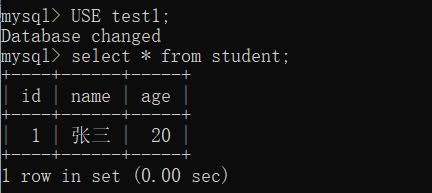 mysql> USE test1;
Database changed
mysql> select * from student;
+----+------+-----+
| id | name | age |
+----+------+-----+
| 1 | 张三 | 20 |
+----+------+-----+
1 row in set (0.00 sec)